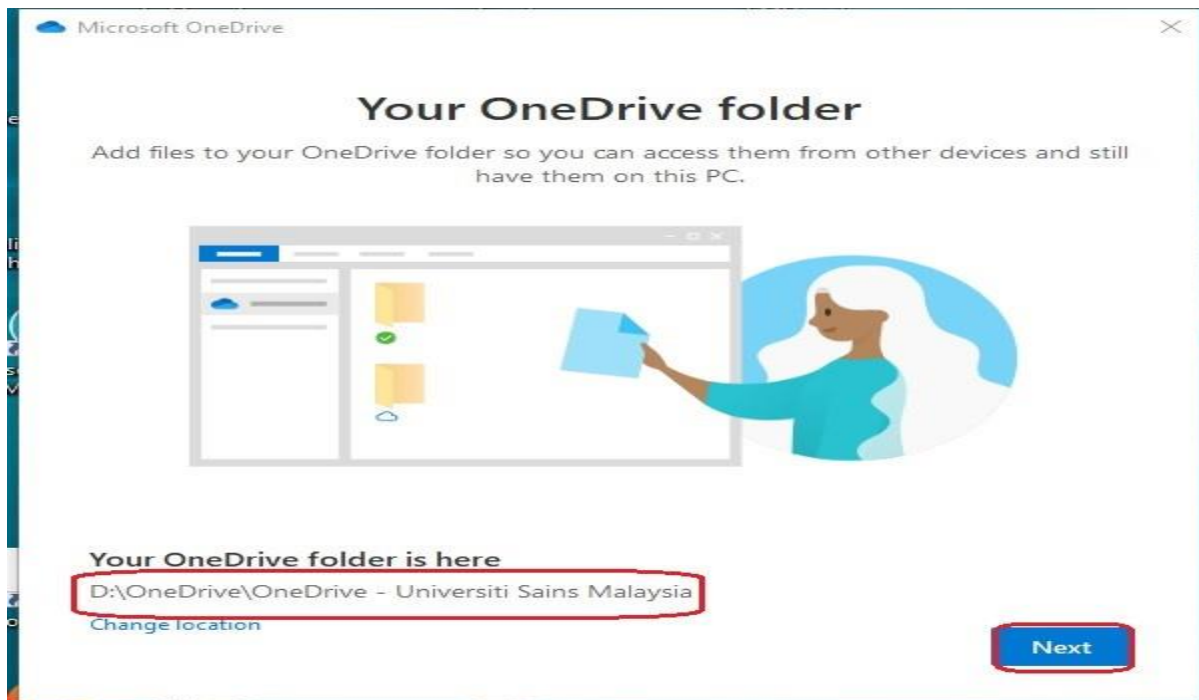 Microsoft OneDrive
Your OneDrive folder
Add files to your OneDrive folder so you can access them from other devices and still
have them on this PC.
Your OneDrive folder is here
D:\OneDrive\OneDrive - Universiti Sains Malaysia
Change location
Next